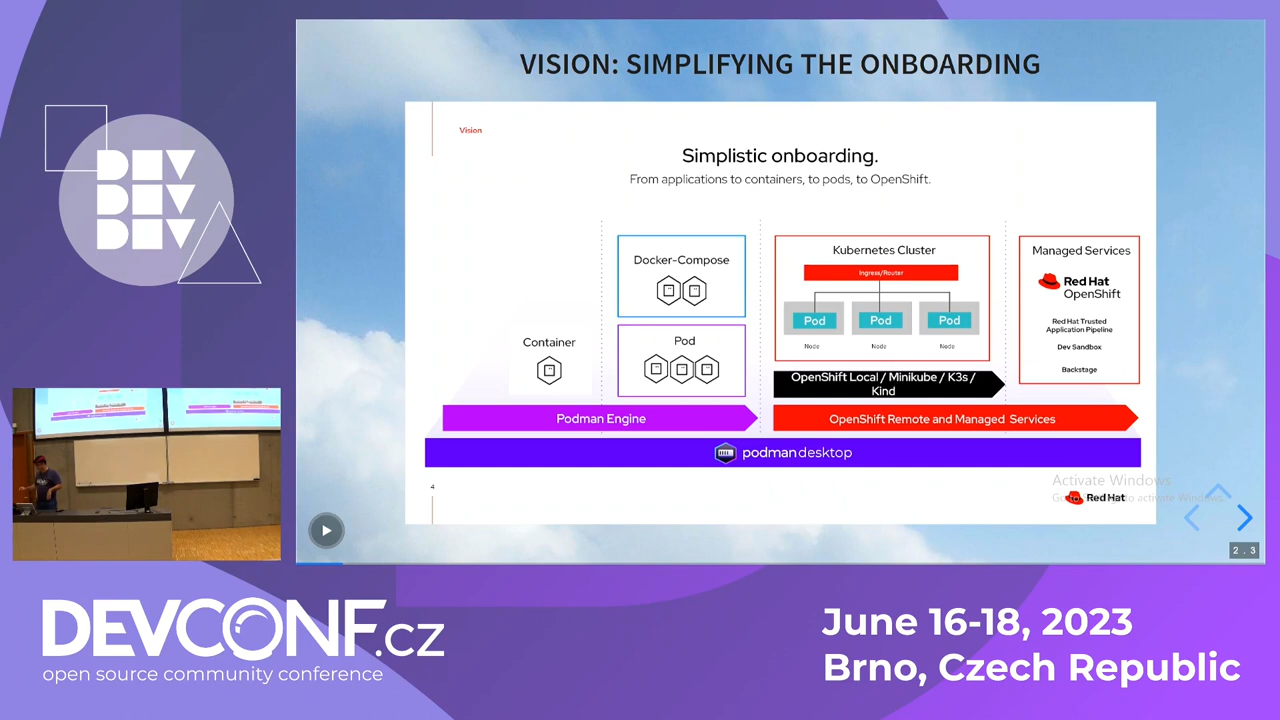 DEV
DEV
DEV
VISION: SIMPLIFYING THE ONBOARDING
Vision
Simplistic onboarding.
From applications to containers, to pods, to OpenShift.
Container
Docker-Compose
Pod
Kubernetes Cluster
Ingress/Router
Pod
Pod
Pod
Node
Node
Node
Managed Services
Red Hat
OpenShift
Red Hat Trusted
Application Pipeline
Dev Sandbox
Backstage
OpenShift Local / Minikube / K3s /
Kind
Podman Engine
OpenShift Remote and Managed Services
podman desktop
4
Activate Windows
to activate Windows.
Red Hat
2 . 3
DEVCONF.cz
open source community conference
June 16-18, 2023
Brno, Czech Republic